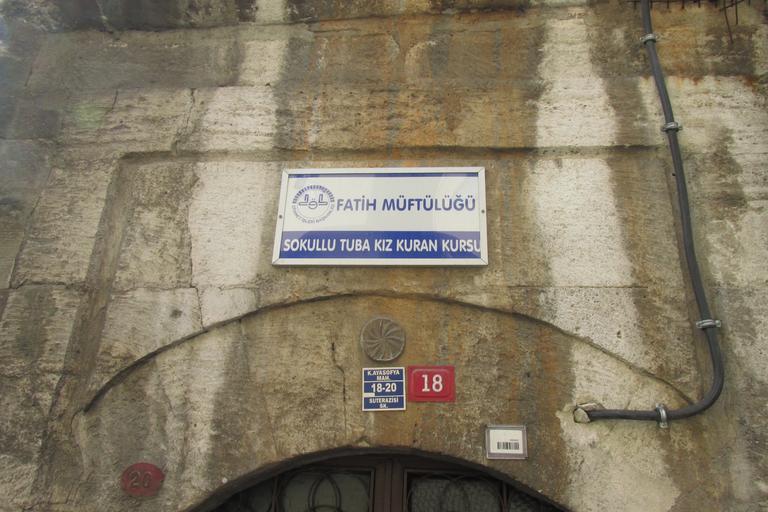 FATİH MÜFTÜLÜĞÜ
SOKULLU TUBA KIZ KURAN KURSU
K.AYASOFYA
MAH.
18-20
SUTERAZİSİ
SK.
18
20